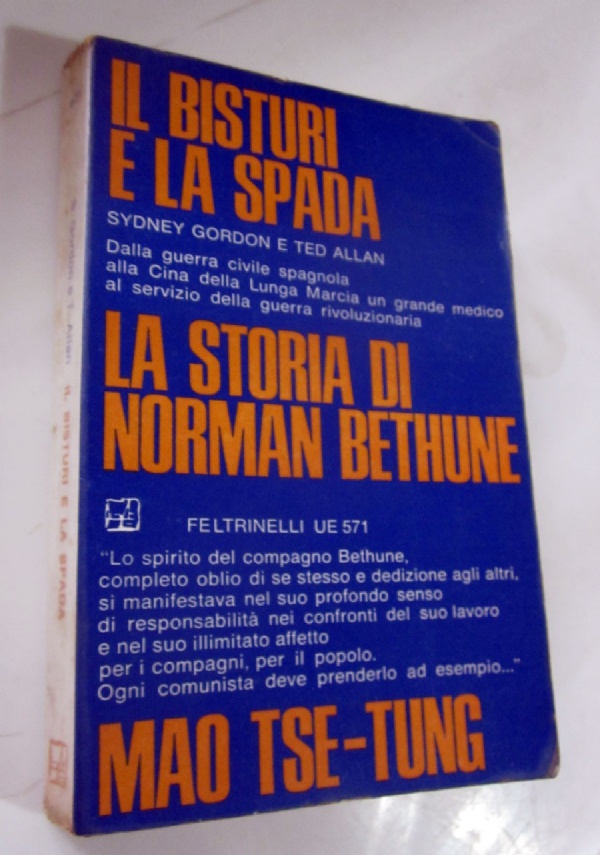 IL BISTURI
E LA SPADA
SYDNEY GORDON E TED ALLAN
Dalla guerra civile spagnola
alla Cina della Lunga Marcia un grande medico
al servizio della guerra rivoluzionaria
LA STORIA DI
NORMAN BETHUNE
FELTRINELLI UE 571
"Lo spirito del compagno Bethune,
completo oblio di se stesso e dedizione agli altri,
si manifestava nel suo profondo senso
di responsabilità nei confronti del suo lavoro
e nel suo illimitato affetto
per i compagni, per il popolo.
Ogni comunista deve prenderlo ad esempio..."
MAO TSE-TUNG
S. Gordon e T. Allan IL BISTURI E LA SPADA